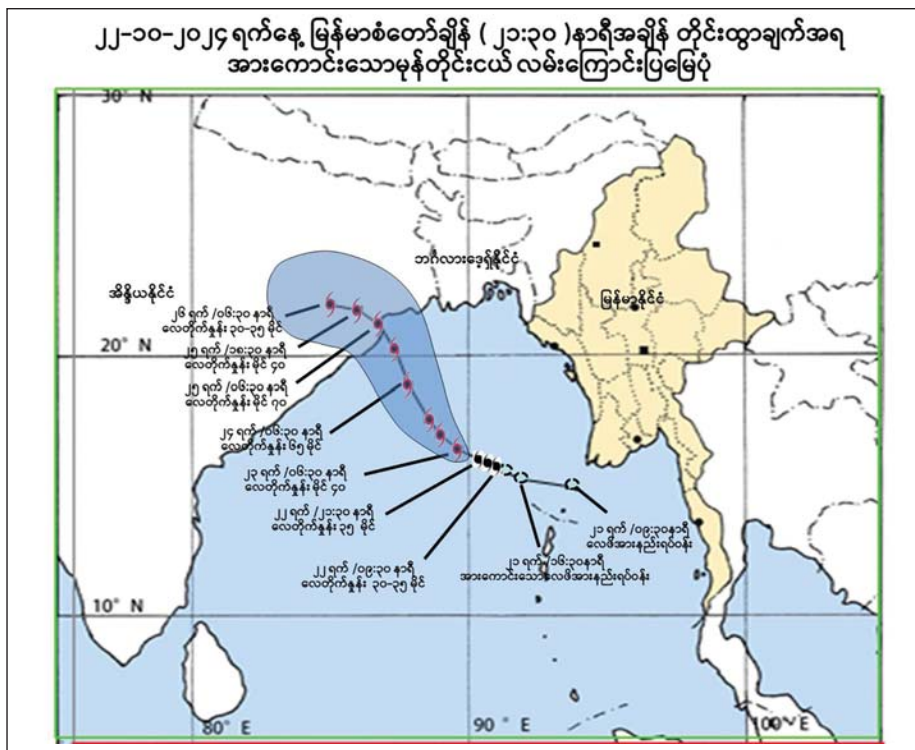 ၂၂-၁၀-၂၀၂၄ ရက်နေ့ မြန်မာစံတော်ချိန် ( ၂၁:၃၀ )နာရီအချိန် တိုင်းထွာချက်အရ
အားကောင်းသောမုန်တိုင်းငယ် လမ်းကြောင်းပြမြေပုံ
30° N
ဘင်္ဂလားဒေ့ရှ်နိုင်ငံ
အိန္ဒိယနိုင်ငံ
မြန်မာနိုင်ငံ
၂၆ ရက် /၀၆:၃၀ နာရီ
လေတိုက်နှုန်း ၃၀-၃၅ မိုင်
၂၅ ရက် /၁၈:၃၀ နာရီ
လေတိုက်နှုန်း မိုင် ၄၀
20° N
၂၅ ရက် /၀၆:၃၀ နာရီ
လေတိုက်နှုန်း မိုင် ၇၀
၂၄ ရက် /၀၆:၃၀ နာရီ
လေတိုက်နှုန်း ၆၅ မိုင်
၂၃ ရက် /၀၆:၃၀ နာရီ
လေတိုက်နှုန်း မိုင် ၄၀
၂၂ ရက် /၂၁:၃၀ နာရီ
လေတိုက်နှုန်း ၃၅ မိုင်
၂၂ ရက် /၀၉:၃၀ နာရီ
လေတိုက်နှုန်း ၃၀-၃၅ မိုင်
၂၁ ရက် /၁၆:၃၀နာရီ
အားကောင်းသောလေဖိအားနည်းရပ်ဝန်း
၂၁ ရက် /၀၉:၃၀နာရီ
လေဖိအားနည်းရပ်ဝန်း
10° N
80° E
90° E
100° E